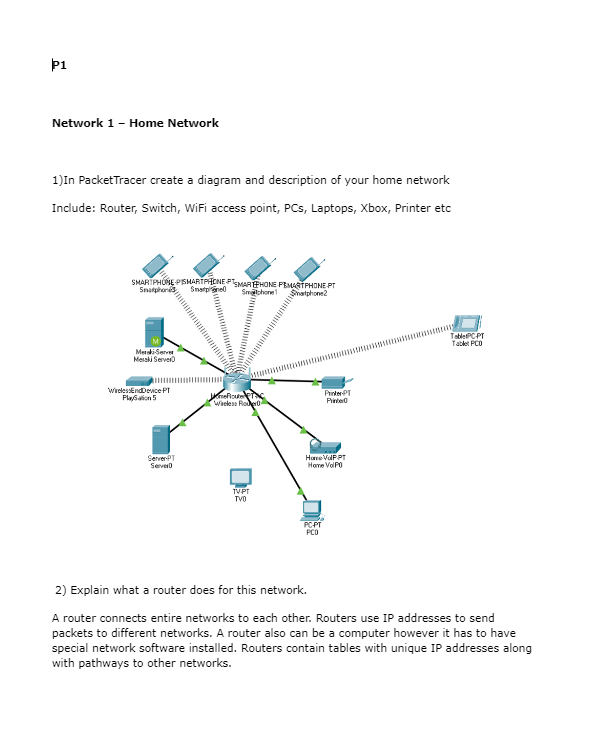 P1
Network 1 – Home Network
1)In PacketTracer create a diagram and description of your home network
Include: Router, Switch, WiFi access point, PCs, Laptops, Xbox, Printer etc
SMARTPHONE-PT
Smartphone3
SMARTPHONE-PT
Smartphone0
SMARTPHONE-PT
Smartphone1
SMARTPHONE-PT
Smartphone2
TabletPC-PT
Tablet PC0
Meraki-Server
Meraki Server0
WirelessEndDevice-PT
PlaySation 5
HomeRouter-PT-AC
Wireless Router0
Printer-PT
Printer0
Server-PT
Server0
Home-VoIP-PT
Home VoIP0
TV-PT
TV0
PC-PT
PC0
2) Explain what a router does for this network.
A router connects entire networks to each other. Routers use IP addresses to send
packets to different networks. A router also can be a computer however it has to have
special network software installed. Routers contain tables with unique IP addresses along
with pathways to other networks.